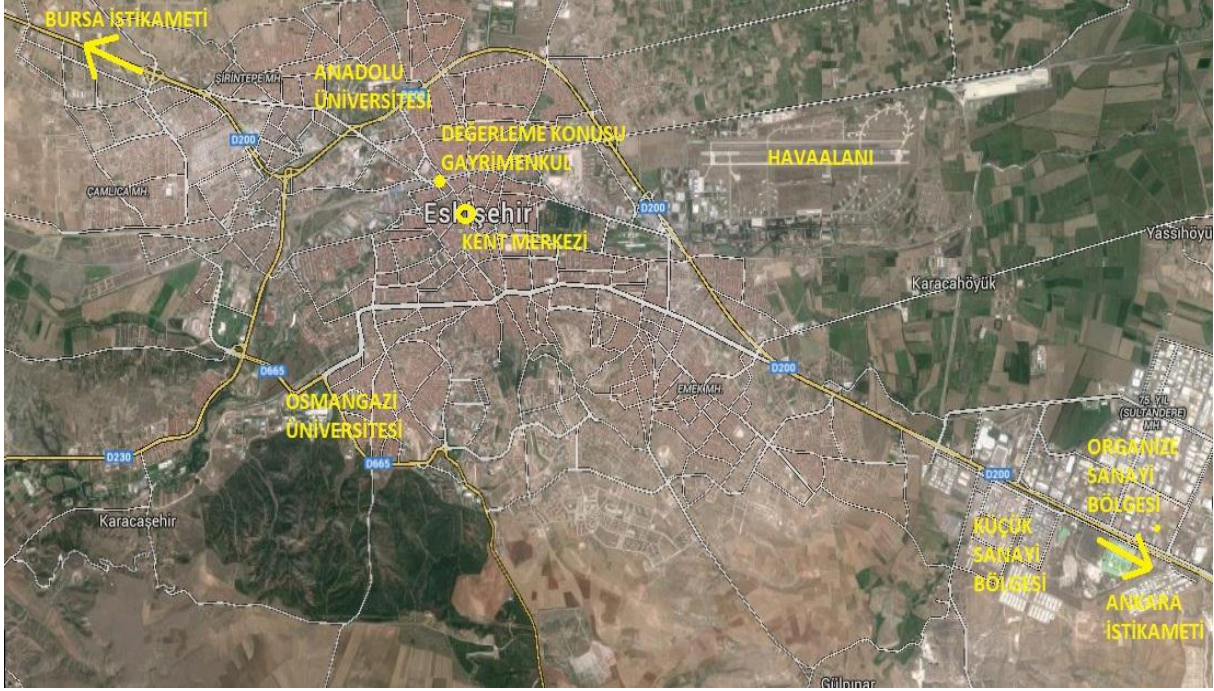 BURSA İSTİKAMETİ
ŞİRİNTEPE MH.
ANADOLU
ÜNİVERSİTESİ
D200
DEĞERLEME KONUSU
GAYRİMENKUL
HAVAALANI
ÇAMLICA MH.
Eskişehir
D200
KENT MERKEZİ
Yassıhöyü
Karacahöyük
D665
D200
EMEK MH.
OSMANGAZİ
ÜNİVERSİTESİ
75. YIL
(SULTANDERE)
MH.
D230
D665
ORGANİZE
SANAYİ
BÖLGESİ
D200
Karacaşehir
KÜÇÜK
SANAYİ
BÖLGESİ
ANKARA
İSTİKAMETİ
Gülpınar